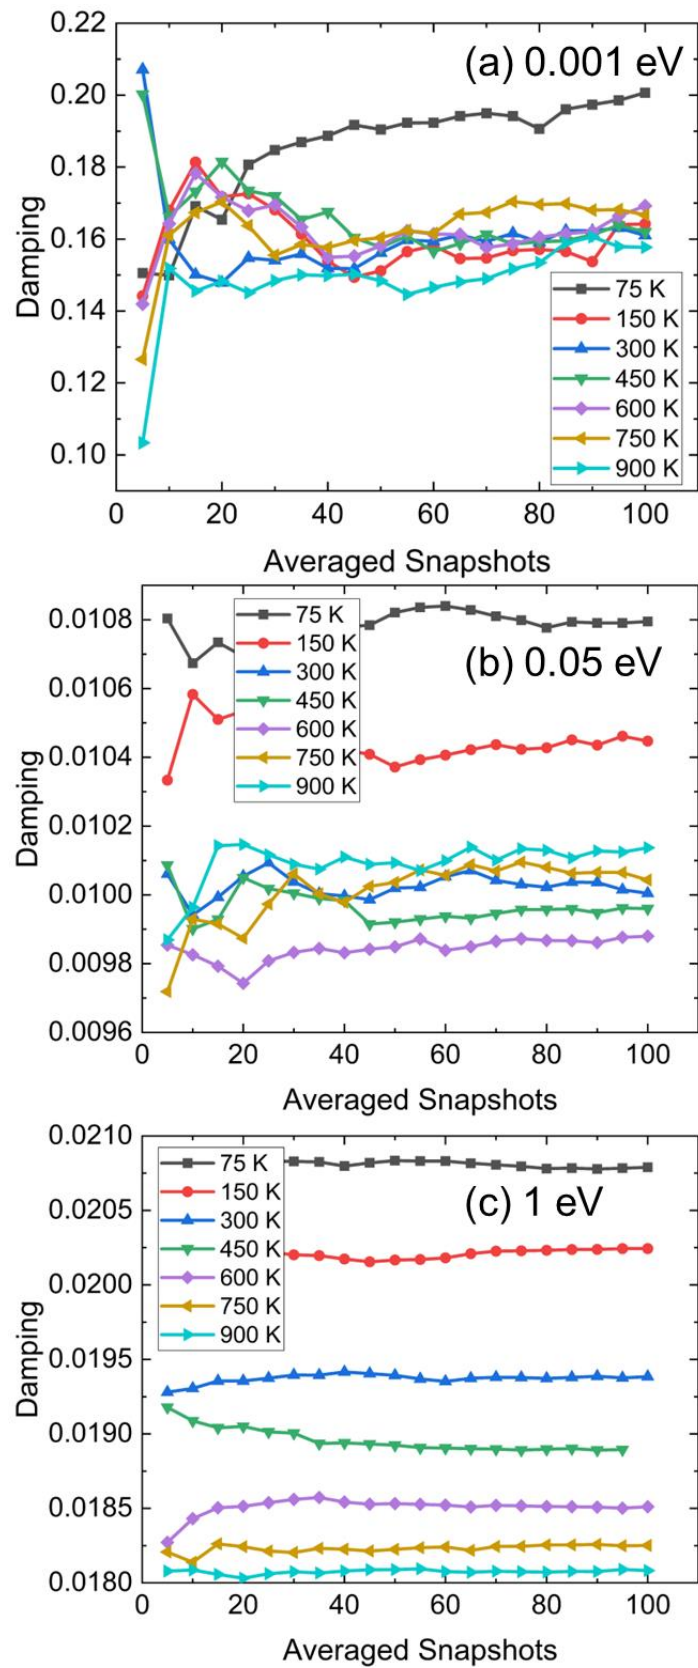 0.22
0.20
0.18
0.16
0.14
0.12
0.10
Damping
(a) 0.001 eV
75 K
150 K
300 K
450 K
600 K
750 K
900 K
0 20 40 60 80 100
Averaged Snapshots
0.0108
0.0106
0.0104
0.0102
0.0100
0.0098
0.0096
Damping
75 K
150 K
300 K
450 K
600 K
750 K
900 K
(b) 0.05 eV
0 20 40 60 80 100
Averaged Snapshots
0.0210
0.0205
0.0200
0.0195
0.0190
0.0185
0.0180
Damping
75 K
150 K
300 K
450 K
600 K
750 K
900 K
(c) 1 eV
0 20 40 60 80 100
Averaged Snapshots